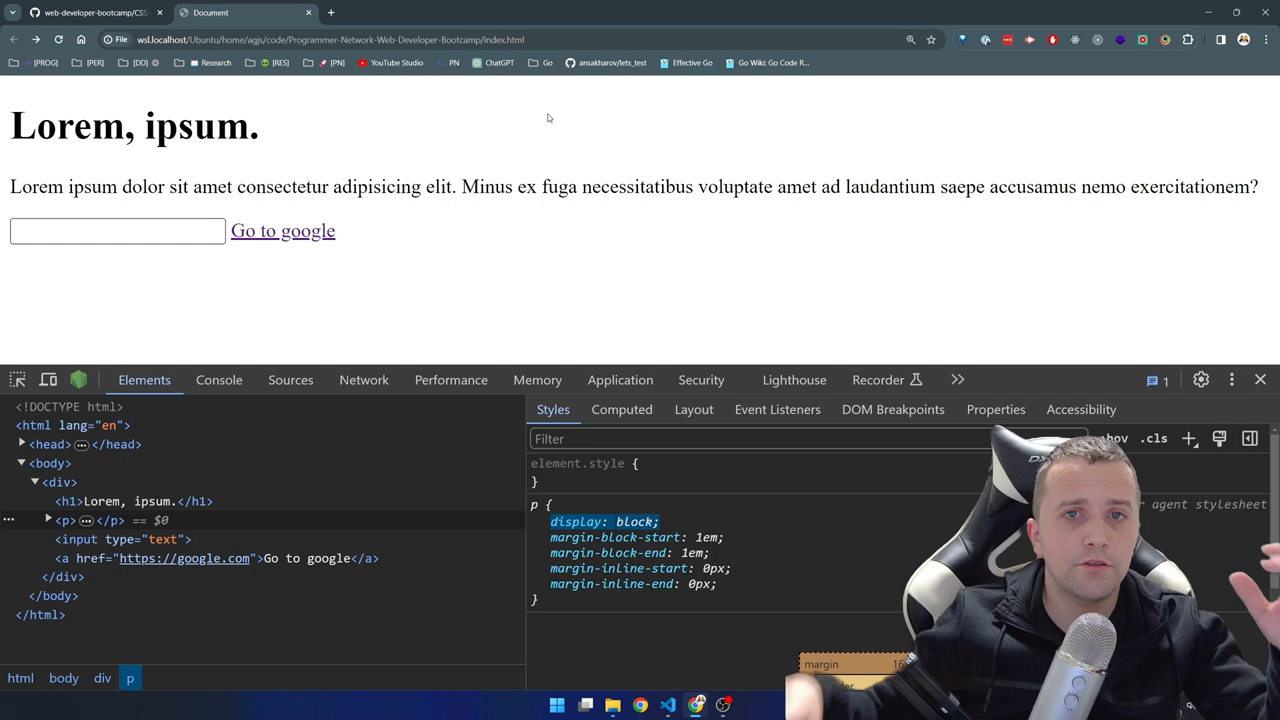 web-developer-bootcamp/CSS,
Document
File
wsl.localhost/Ubuntu/home/agjs/code/Programmer-Network-Web-Developer-Bootcamp/index.html
[PROG]
[PER]
[DD]
Research
[RES]
[PN]
YouTube Studio
PN
ChatGPT
Go
ansakharov/lets_test
Effective Go
Go Wiki: Go Code R...
Lorem, ipsum.
Lorem ipsum dolor sit amet consectetur adipisicing elit. Minus ex fuga necessitatibus voluptate amet ad laudantium saepe accusamus nemo exercitationem?
Go to google
Elements
Console
Sources
Network
Performance
Memory
Application
Security
Lighthouse
Recorder
1
Styles
Computed
Layout
Event Listeners
DOM Breakpoints
Properties
Accessibility
<!DOCTYPE html>
<html lang="en">
<head> ... </head>
<body>
<div>
<h1>Lorem, ipsum.</h1>
... <p> ... </p> == $0
<input type="text">
<a href="https://google.com">Go to google</a>
</div>
</body>
</html>
html
body
div
p
Filter
.cls
element.style {
}
p {
agent stylesheet
display: block;
margin-block-start: 1em;
margin-block-end: 1em;
margin-inline-start: 0px;
margin-inline-end: 0px;
}
margin